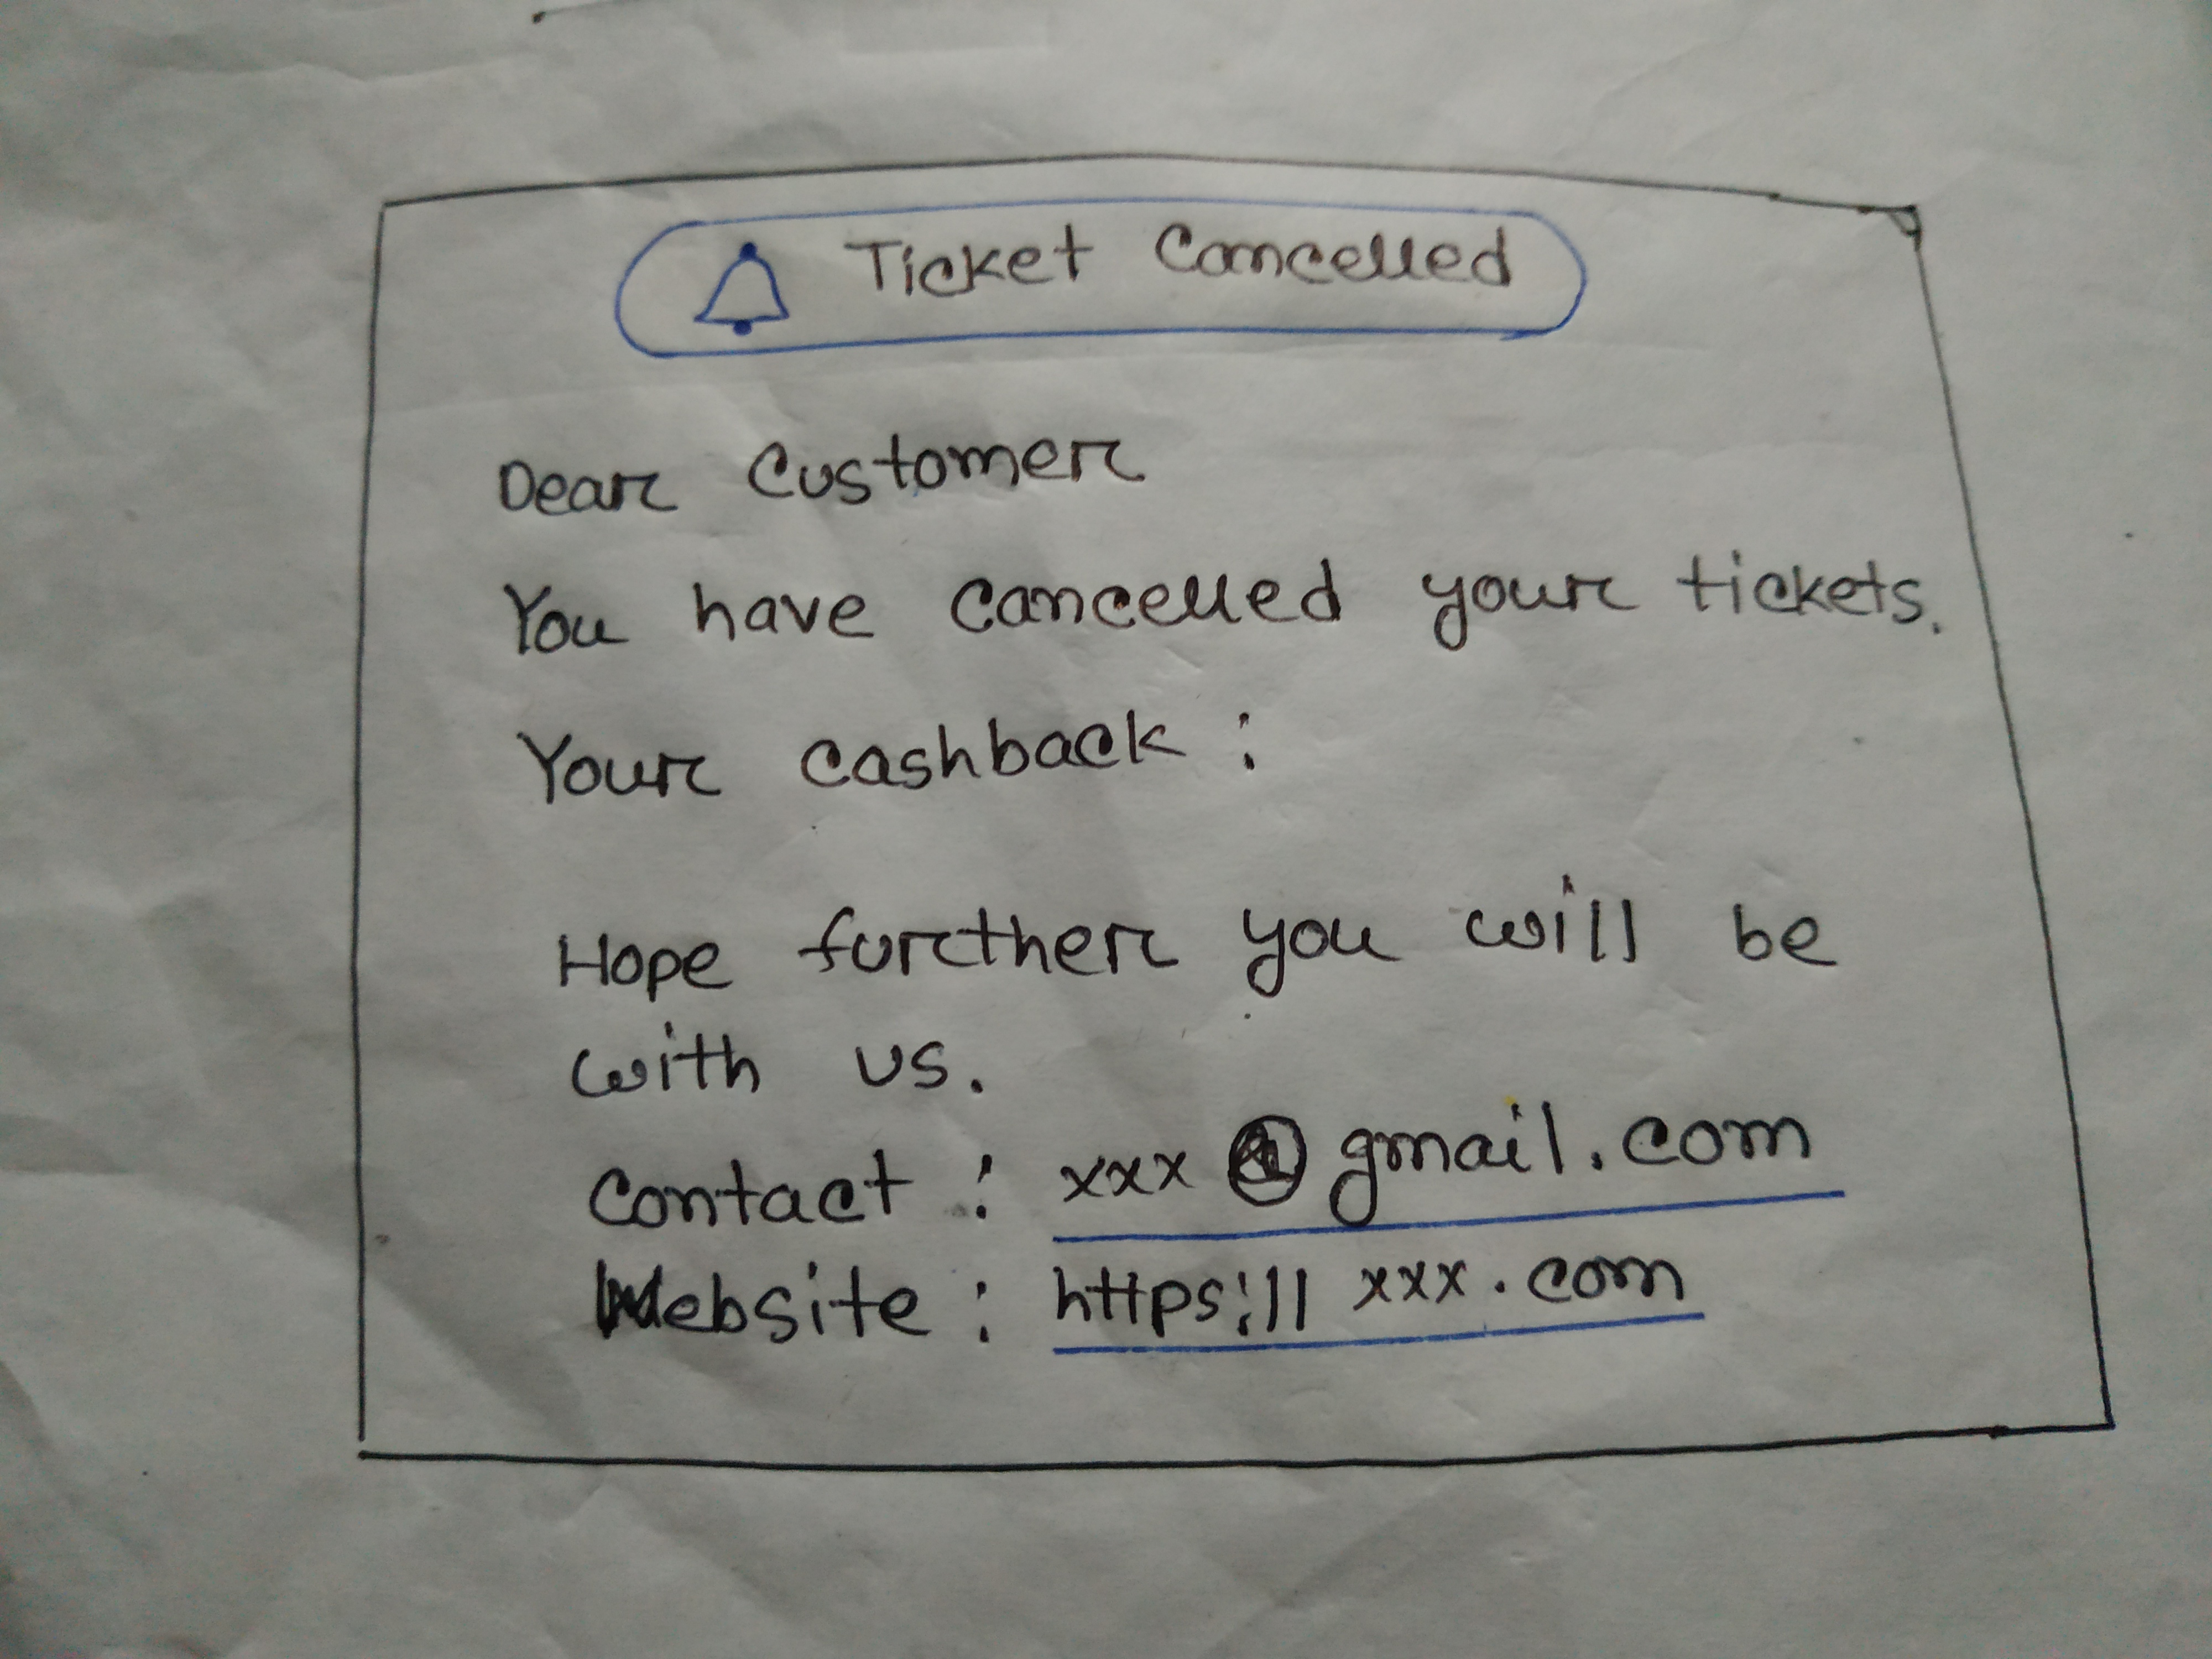 Ticket Cancelled
Dear Customer
You have cancelled your tickets.
Your cashback :
Hope further you will be
with us.
Contact : xxx @ gmail.com
Website : https:// xxx.com